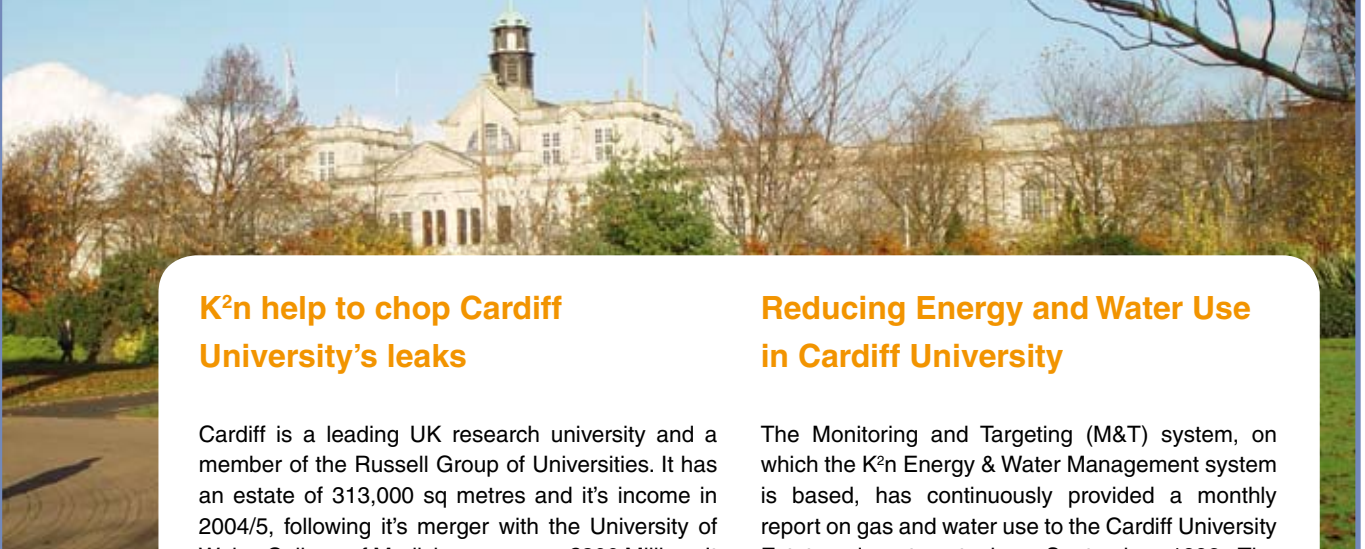 K²n help to chop Cardiff
University's leaks
Cardiff is a leading UK research university and a
member of the Russell Group of Universities. It has
an estate of 313,000 sq metres and it's income in
2004/5, following it's merger with the University of
Reducing Energy and Water Use
in Cardiff University
The Monitoring and Targeting (M&T) system, on
which the K²n Energy & Water Management system
is based, has continuously provided a monthly
report on gas and water use to the Cardiff University